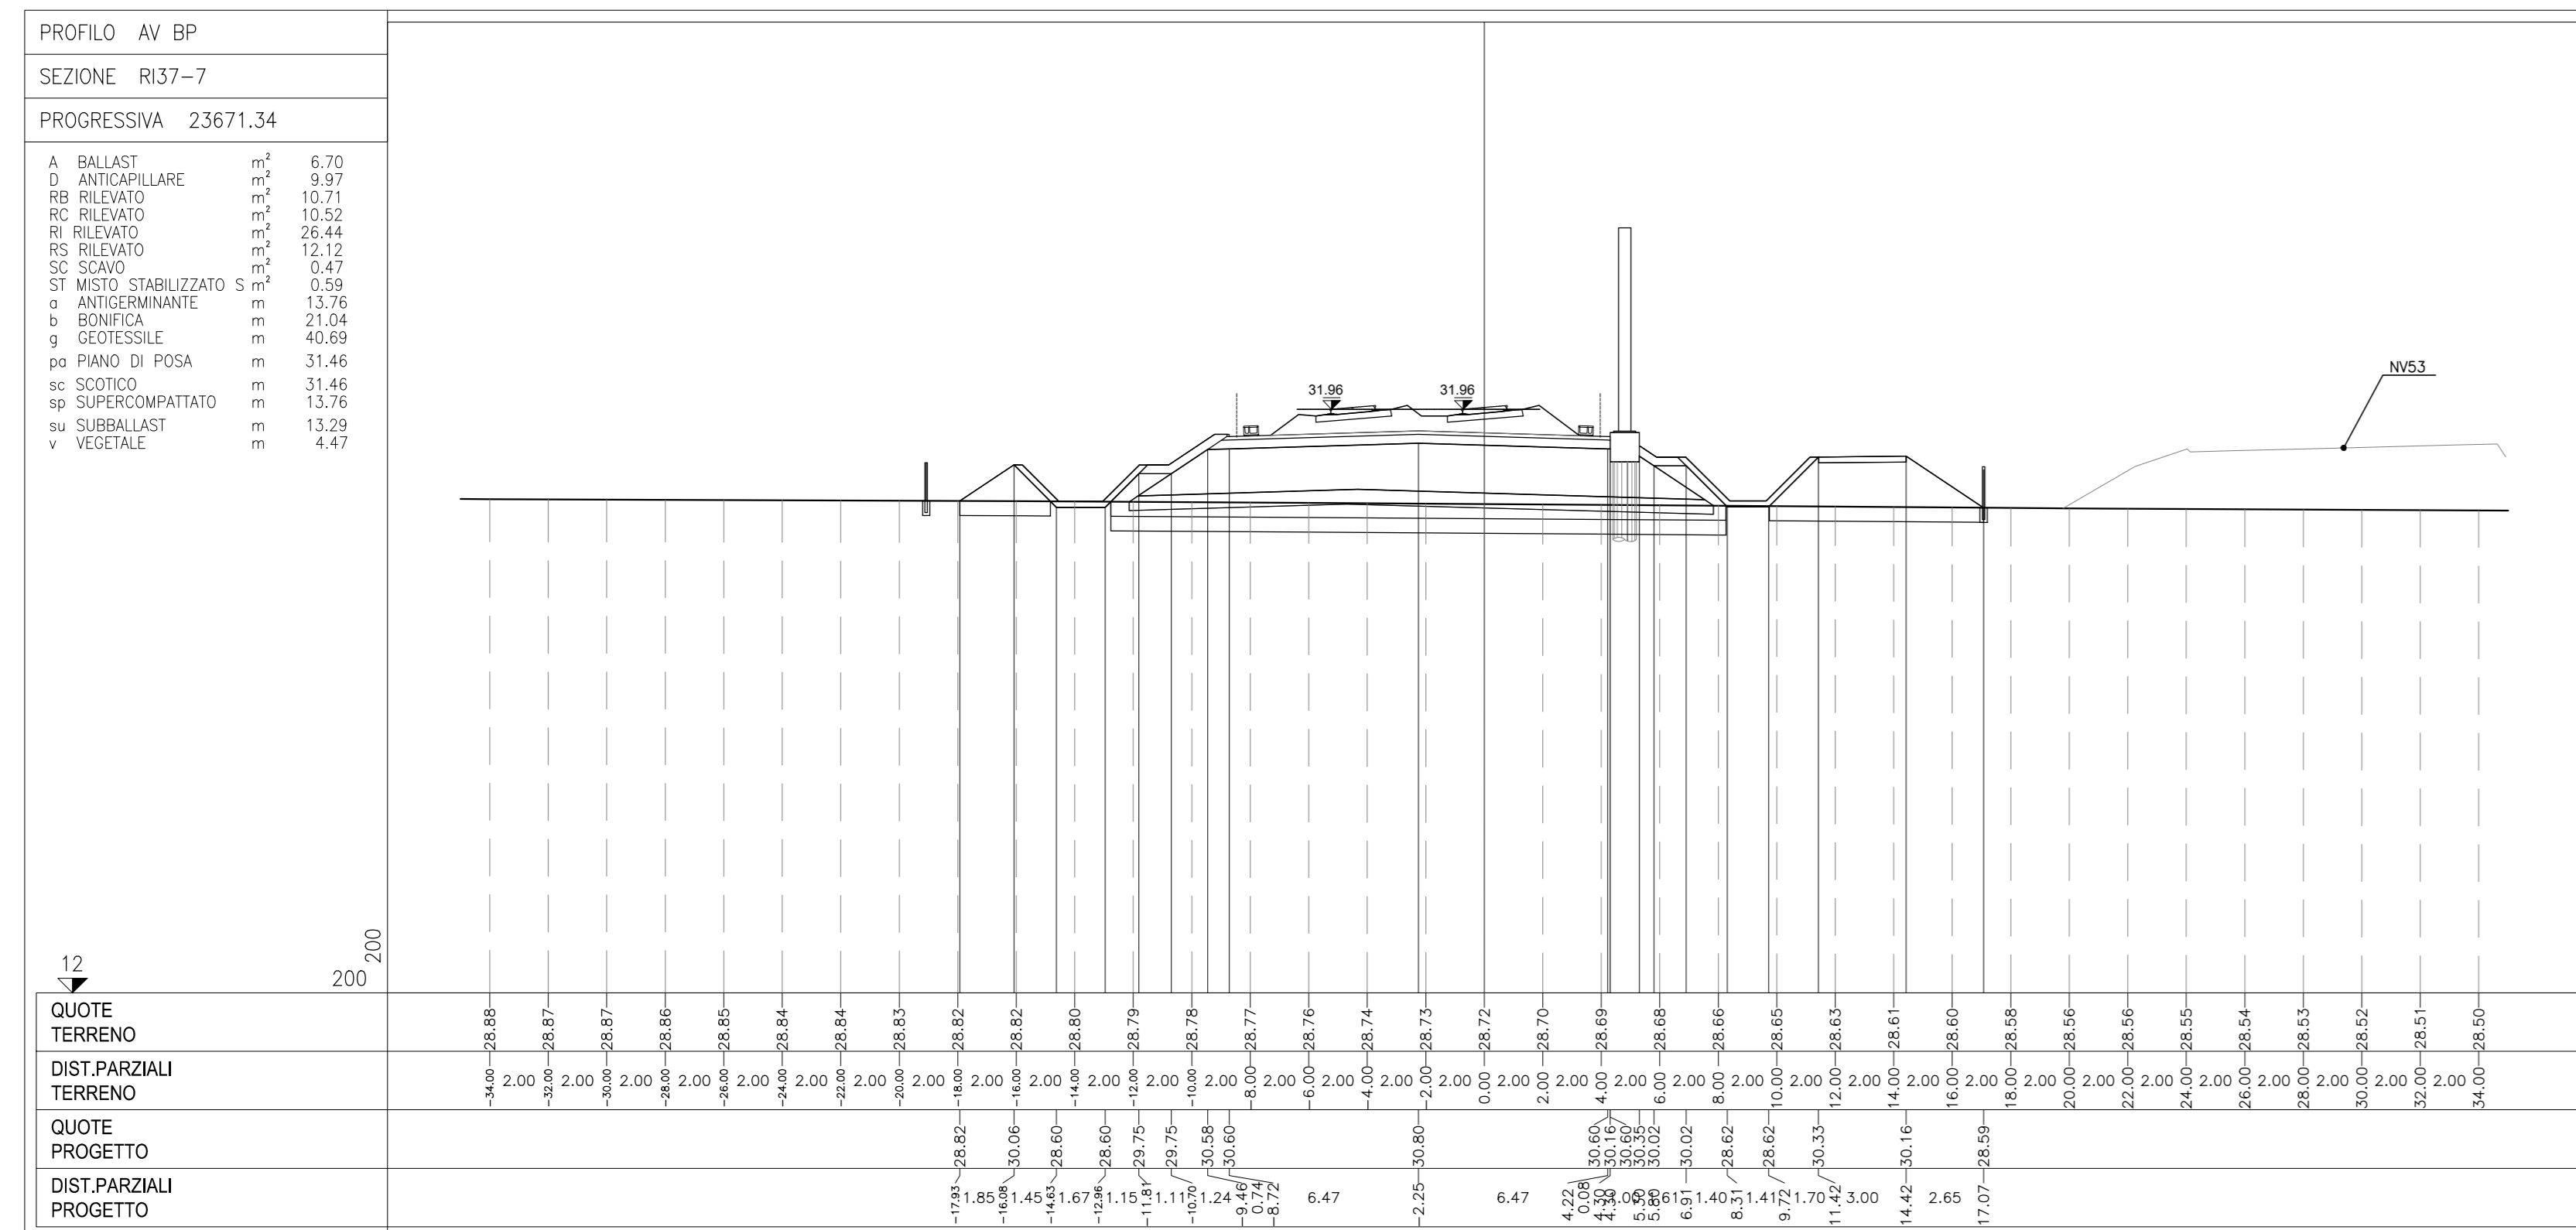 PROFILO AV BP
SEZIONE RI37-7
PROGRESSIVA 23671.34
A BALLAST m² 6.70
D ANTICAPILLARE m² 9.97
RB RILEVATO m² 10.71
RC RILEVATO m² 10.52
RI RILEVATO m² 26.44
RS RILEVATO m² 12.12
SC SCAVO m² 0.47
ST MISTO STABILIZZATO S m² 0.59
a ANTIGERMINANTE m 13.76
b BONIFICA m 21.04
g GEOTESSILE m 40.69
pa PIANO DI POSA m 31.46
sc SCOTICO m 31.46
sp SUPERCOMPATTATO m 13.76
su SUBBALLAST m 13.29
v VEGETALE m 4.47
31.96 31.96
NV53
12 200 200
QUOTE
TERRENO
28.88 28.87 28.87 28.86 28.85 28.84 28.84 28.83 28.82 28.82 28.80 28.79 28.78 28.77 28.76 28.74 28.73 28.72 28.70 28.69 28.68 28.66 28.65 28.63 28.61 28.60 28.58 28.56 28.56 28.55 28.54 28.53 28.52 28.51 28.50
DIST.PARZIALI
TERRENO
-34.00 2.00 -32.00 2.00 -30.00 2.00 -28.00 2.00 -26.00 2.00 -24.00 2.00 -22.00 2.00 -20.00 2.00 -18.00 2.00 -16.00 2.00 -14.00 2.00 -12.00 2.00 -10.00 2.00 -8.00 2.00 -6.00 2.00 -4.00 2.00 -2.00 2.00 0.00 2.00 2.00 2.00 4.00 2.00 6.00 2.00 8.00 2.00 10.00 2.00 12.00 2.00 14.00 2.00 16.00 2.00 18.00 2.00 20.00 2.00 22.00 2.00 24.00 2.00 26.00 2.00 28.00 2.00 30.00 2.00 32.00 2.00 34.00
QUOTE
PROGETTO
28.82 30.06 28.60 28.60 29.75 29.75 30.58 30.60 30.80 30.60 30.16 30.60 30.35 30.02 30.02 28.62 28.62 30.33 30.16 28.59
DIST.PARZIALI
PROGETTO
-17.93 1.85 -16.08 1.45 -14.63 1.67 -12.96 1.15 -11.81 1.11 -10.70 1.24 -9.46 0.74 -8.72 6.47 -2.25 6.47 4.22 0.08 4.30 4.30 5.30 5.80 6.91 1.40 8.31 1.41 9.72 1.70 11.42 3.00 14.42 2.65 17.07